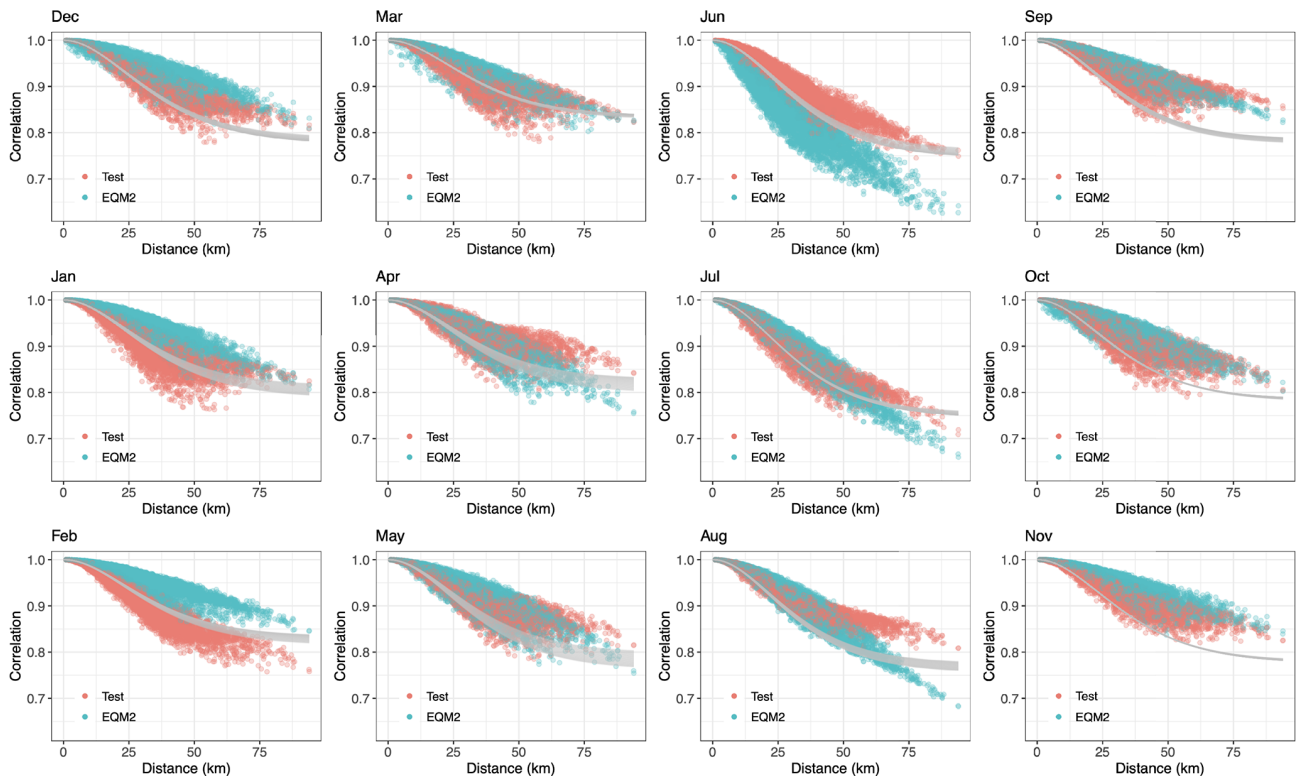 Dec
Correlation
1.0
0.9
0.8
0.7
Test
EQM2
0 25 50 75
Distance (km)
Mar
Correlation
1.0
0.9
0.8
0.7
Test
EQM2
0 25 50 75
Distance (km)
Jun
Correlation
1.0
0.9
0.8
0.7
Test
EQM2
0 25 50 75
Distance (km)
Sep
Correlation
1.0
0.9
0.8
0.7
Test
EQM2
0 25 50 75
Distance (km)
Jan
Correlation
1.0
0.9
0.8
0.7
Test
EQM2
0 25 50 75
Distance (km)
Apr
Correlation
1.0
0.9
0.8
0.7
Test
EQM2
0 25 50 75
Distance (km)
Jul
Correlation
1.0
0.9
0.8
0.7
Test
EQM2
0 25 50 75
Distance (km)
Oct
Correlation
1.0
0.9
0.8
0.7
Test
EQM2
0 25 50 75
Distance (km)
Feb
Correlation
1.0
0.9
0.8
0.7
Test
EQM2
0 25 50 75
Distance (km)
May
Correlation
1.0
0.9
0.8
0.7
Test
EQM2
0 25 50 75
Distance (km)
Aug
Correlation
1.0
0.9
0.8
0.7
Test
EQM2
0 25 50 75
Distance (km)
Nov
Correlation
1.0
0.9
0.8
0.7
Test
EQM2
0 25 50 75
Distance (km)